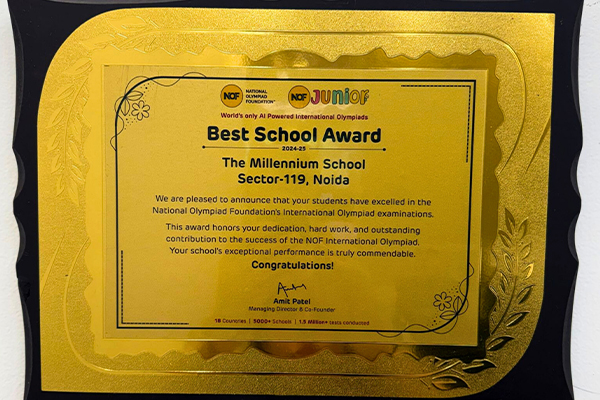 NOF NATIONAL OLYMPIAD FOUNDATION NOF JUNIOR
World's only AI Powered International Olympiads
Best School Award
2024-25
The Millennium School
Sector-119, Noida
We are pleased to announce that your students have excelled in the
National Olympiad Foundation's International Olympiad examinations.
This award honors your dedication, hard work, and outstanding
contribution to the success of the NOF International Olympiad.
Your school's exceptional performance is truly commendable.
Congratulations!
Amit Patel
Managing Director & Co-Founder
18 Countries | 5000+ Schools | 1.5 Million+ tests conducted